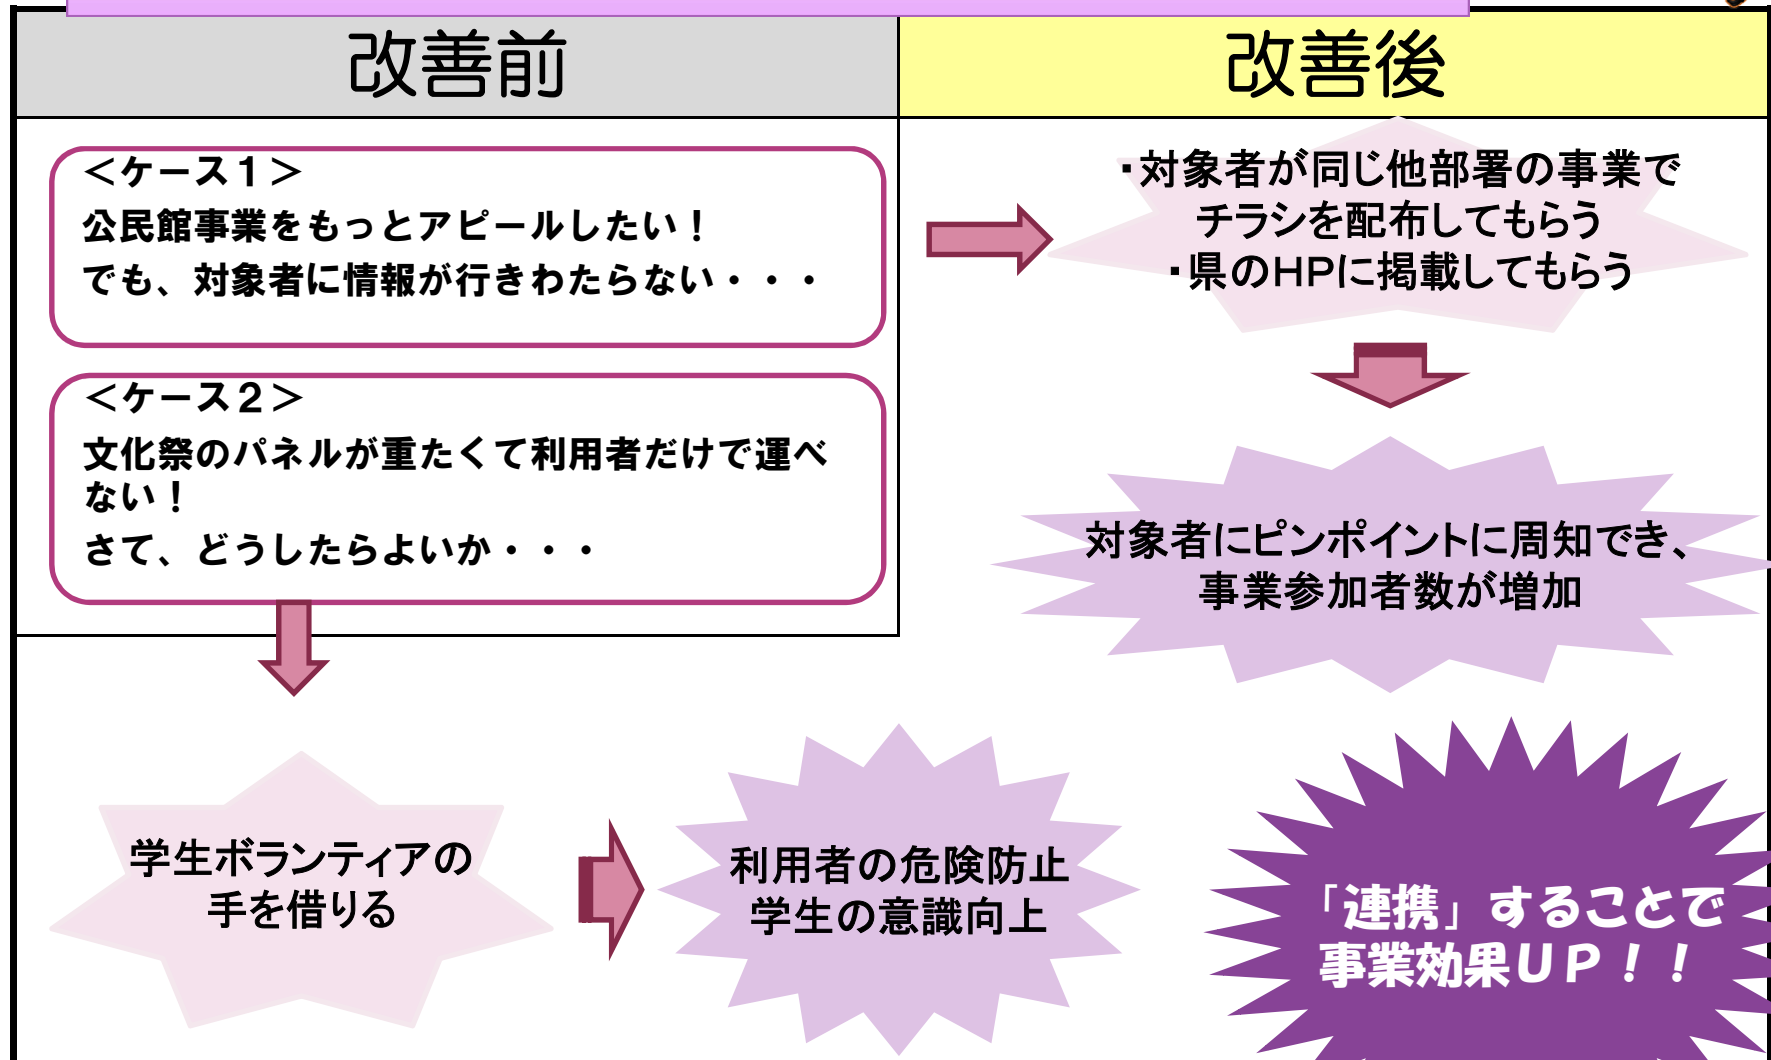 改善前
改善後
＜ケース１＞
公民館事業をもっとアピールしたい！
でも、対象者に情報が行きわたらない・・・
＜ケース２＞
文化祭のパネルが重たくて利用者だけで運べ
ない！
さて、どうしたらよいか・・・
・対象者が同じ他部署の事業で
チラシを配布してもらう
・県のＨＰに掲載してもらう
対象者にピンポイントに周知でき、
事業参加者数が増加
学生ボランティアの
手を借りる
利用者の危険防止
学生の意識向上
「連携」することで
事業効果ＵＰ！！